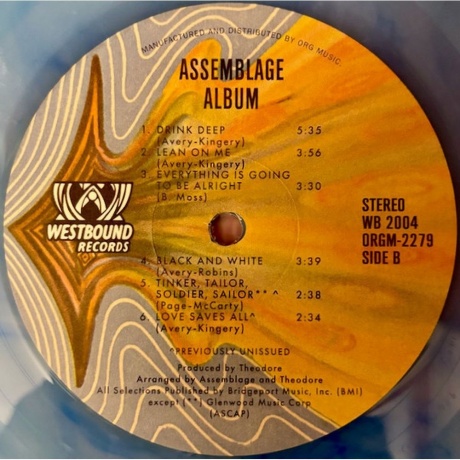 MANUFACTURED AND DISTRIBUTED BY ORG MUSIC.
ASSEMBLAGE
ALBUM
1. DRINK DEEP 5:35
(Avery-Kingery)
2. LEAN ON ME 3:56
(Avery-Kingery)
3. EVERYTHING IS GOING
TO BE ALRIGHT 3:30
(B. Moss)
WESTBOUND
RECORDS
STEREO
WB 2004
ORGM-2279
SIDE B
4. BLACK AND WHITE 3:39
(Avery-Robins)
5. TINKER, TAILOR,
SOLDIER, SAILOR** ^ 2:38
(Page-McCarty)
6. LOVE SAVES ALL^ 2:34
(Avery-Kingery)
^PREVIOUSLY UNISSUED
Produced by Theodore
Arranged by Assemblage and Theodore
All Selections Published by Bridgeport Music, Inc. (BMI)
except (**) Glenwood Music Corp
(ASCAP)